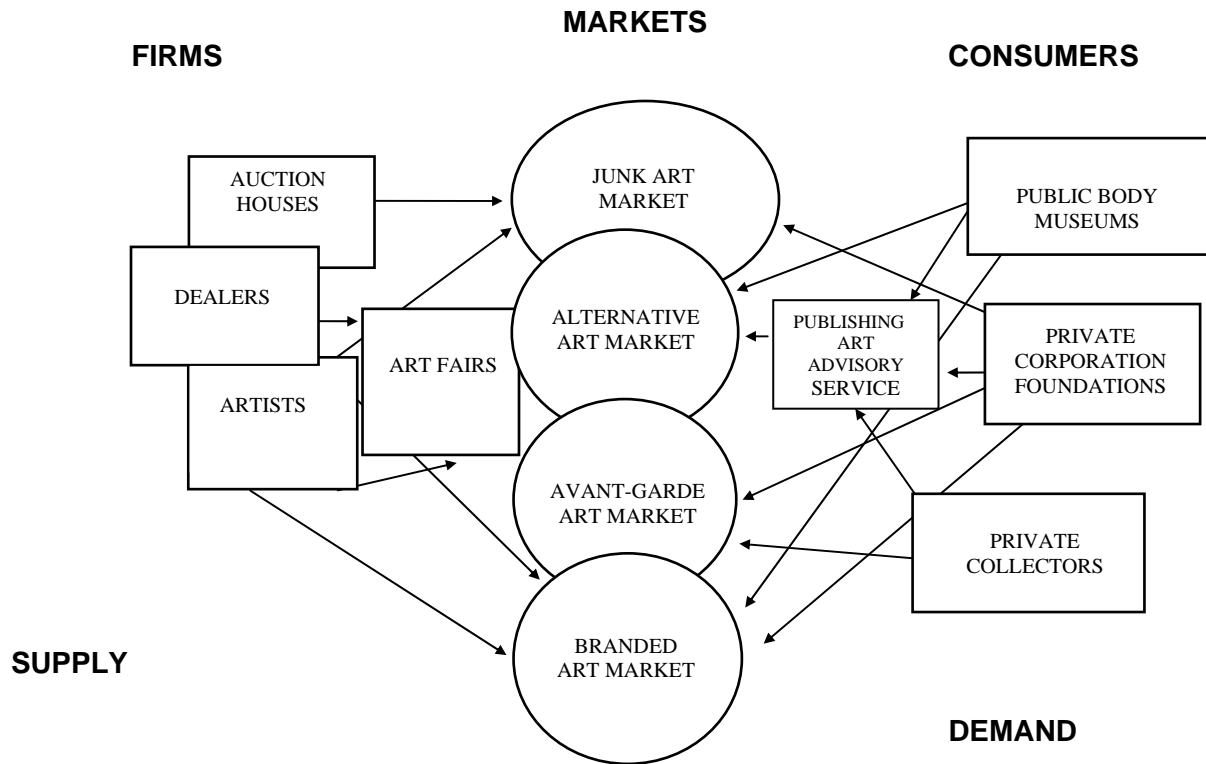 MARKETS
FIRMS
CONSUMERS
AUCTION
HOUSES
DEALERS
ARTISTS
ART FAIRS
JUNK ART
MARKET
ALTERNATIVE
ART MARKET
AVANT-GARDE
ART MARKET
BRANDED
ART MARKET
PUBLISHING
ART
ADVISORY
SERVICE
PUBLIC BODY
MUSEUMS
PRIVATE
CORPORATION
FOUNDATIONS
PRIVATE
COLLECTORS
SUPPLY
DEMAND